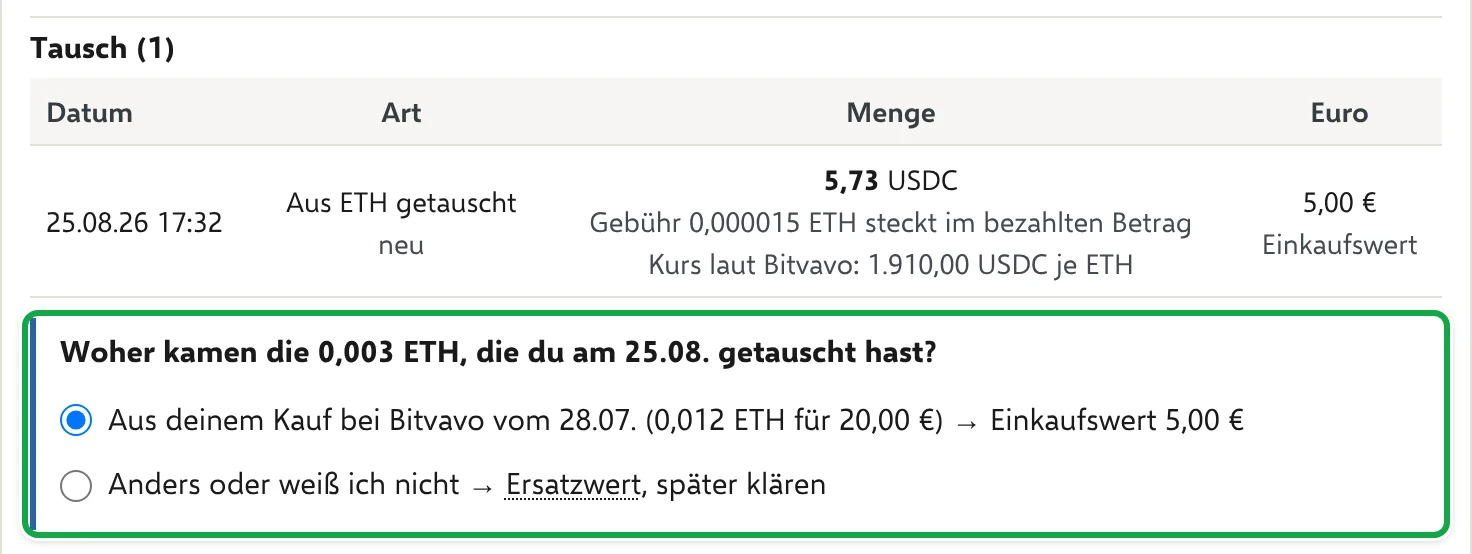 Tausch (1)
Datum Art Menge Euro
25.08.26 17:32
Aus ETH getauscht
neu
5,73 USDC
Gebühr 0,000015 ETH steckt im bezahlten Betrag
Kurs laut Bitvavo: 1.910,00 USDC je ETH
5,00 €
Einkaufswert
Woher kamen die 0,003 ETH, die du am 25.08. getauscht hast?
Aus deinem Kauf bei Bitvavo vom 28.07. (0,012 ETH für 20,00 €) → Einkaufswert 5,00 €
Anders oder weiß ich nicht → Ersatzwert, später klären